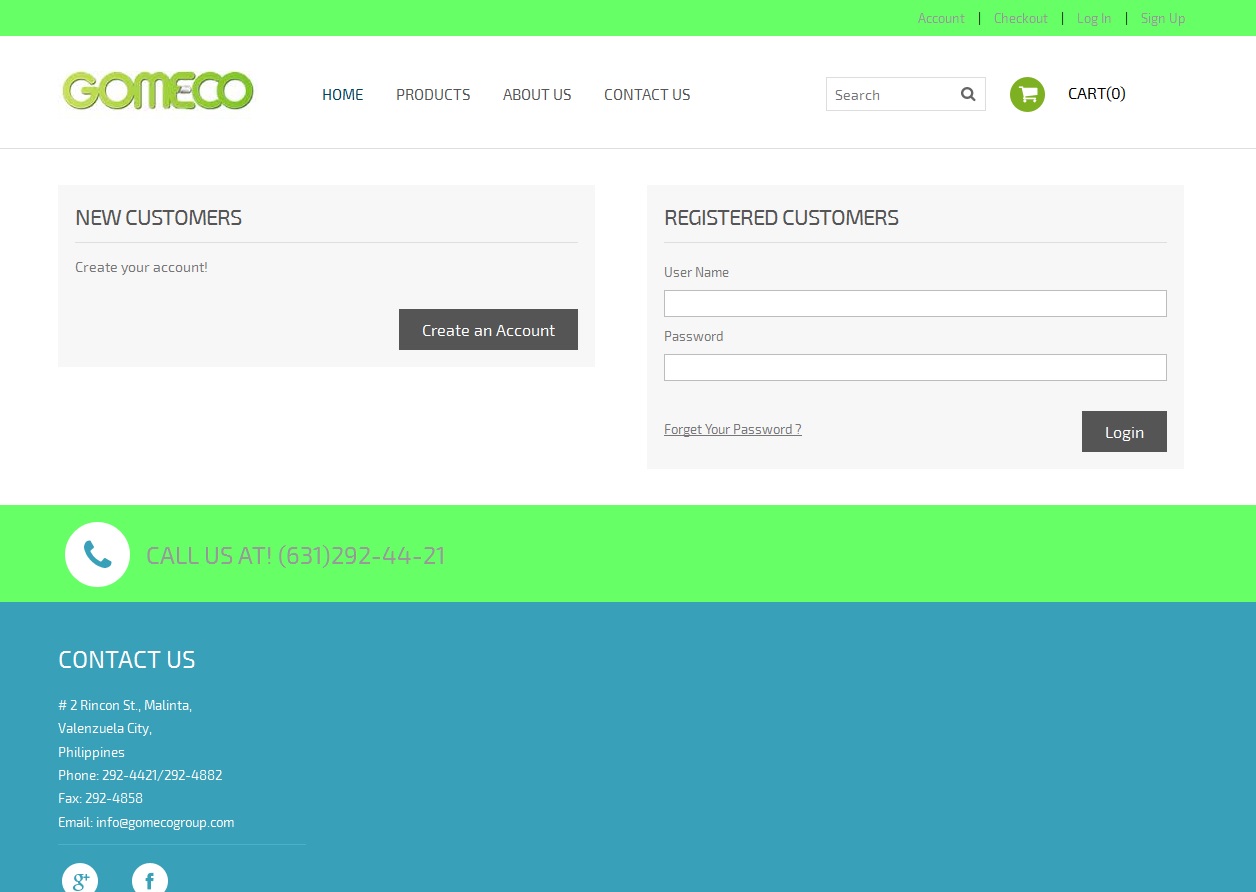 Account | Checkout | Log In | Sign Up
GOMECO
HOME PRODUCTS ABOUT US CONTACT US Search CART(0)
NEW CUSTOMERS
Create your account!
Create an Account
REGISTERED CUSTOMERS
User Name
Password
Forget Your Password ? Login
CALL US AT! (631)292-44-21
CONTACT US
# 2 Rincon St., Malinta,
Valenzuela City,
Philippines
Phone: 292-4421/292-4882
Fax: 292-4858
Email: info@gomecogroup.com
g+ f